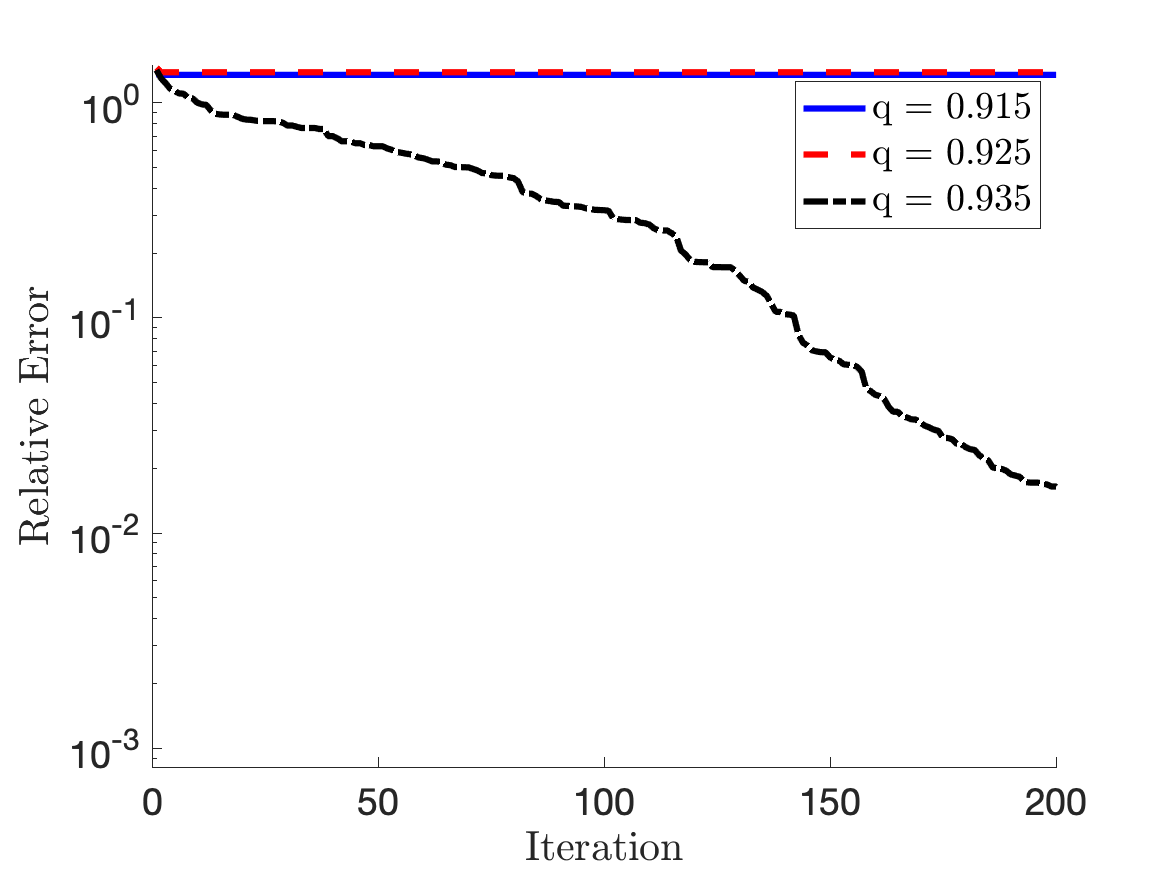 10^0
10^-1
10^-2
10^-3
Relative Error
q = 0.915
q = 0.925
q = 0.935
0 50 100 150 200
Iteration